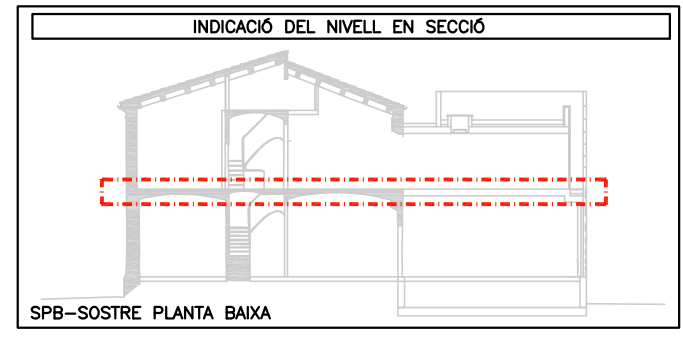 INDICACIÓ DEL NIVELL EN SECCIÓ
SPB-SOSTRE PLANTA BAIXA